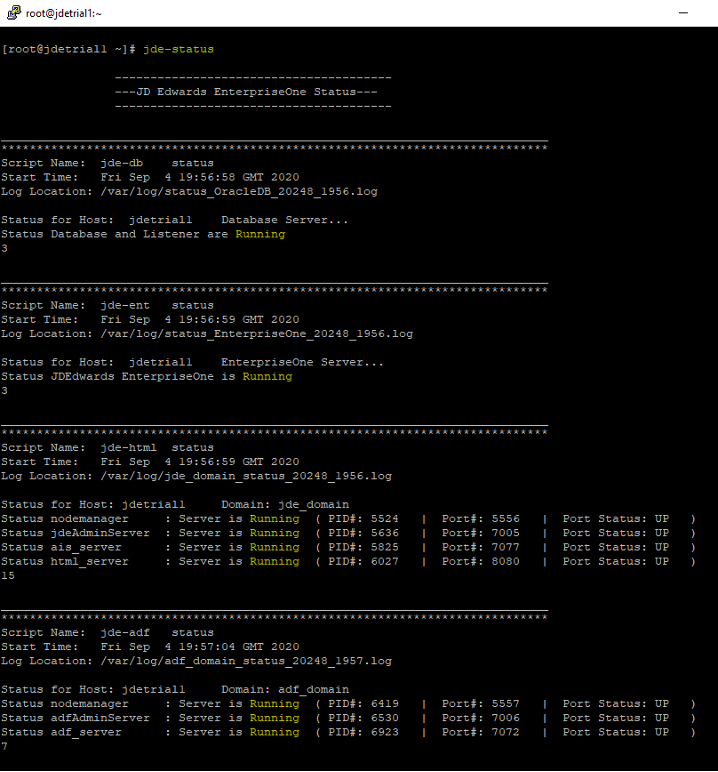 root@jdetrial1:~
[root@jdetrial1 ~]# jde-status
---------------------------------------
---JD Edwards EnterpriseOne Status---
---------------------------------------
_____________________________________________________________________________
*****************************************************************************
Script Name:  jde-db    status
Start Time:   Fri Sep  4 19:56:58 GMT 2020
Log Location: /var/log/status_OracleDB_20248_1956.log
Status for Host:  jdetrial1    Database Server...
Status Database and Listener are Running
3
_____________________________________________________________________________
*****************************************************************************
Script Name:  jde-ent   status
Start Time:   Fri Sep  4 19:56:59 GMT 2020
Log Location: /var/log/status_EnterpriseOne_20248_1956.log
Status for Host:  jdetrial1    EnterpriseOne Server...
Status JDEdwards EnterpriseOne is Running
3
_____________________________________________________________________________
*****************************************************************************
Script Name:  jde-html  status
Start Time:   Fri Sep  4 19:56:59 GMT 2020
Log Location: /var/log/jde_domain_status_20248_1956.log
Status for Host: jdetrial1     Domain: jde_domain
Status nodemanager     : Server is Running  ( PID#: 5524   |  Port#: 5556   |  Port Status: UP   )
Status jdeAdminServer  : Server is Running  ( PID#: 5636   |  Port#: 7005   |  Port Status: UP   )
Status ais_server      : Server is Running  ( PID#: 5825   |  Port#: 7077   |  Port Status: UP   )
Status html_server     : Server is Running  ( PID#: 6027   |  Port#: 8080   |  Port Status: UP   )
15
_____________________________________________________________________________
*****************************************************************************
Script Name:  jde-adf   status
Start Time:   Fri Sep  4 19:57:04 GMT 2020
Log Location: /var/log/adf_domain_status_20248_1957.log
Status for Host: jdetrial1     Domain: adf_domain
Status nodemanager     : Server is Running  ( PID#: 6419   |  Port#: 5557   |  Port Status: UP   )
Status adfAdminServer  : Server is Running  ( PID#: 6530   |  Port#: 7006   |  Port Status: UP   )
Status adf_server      : Server is Running  ( PID#: 6923   |  Port#: 7072   |  Port Status: UP   )
7